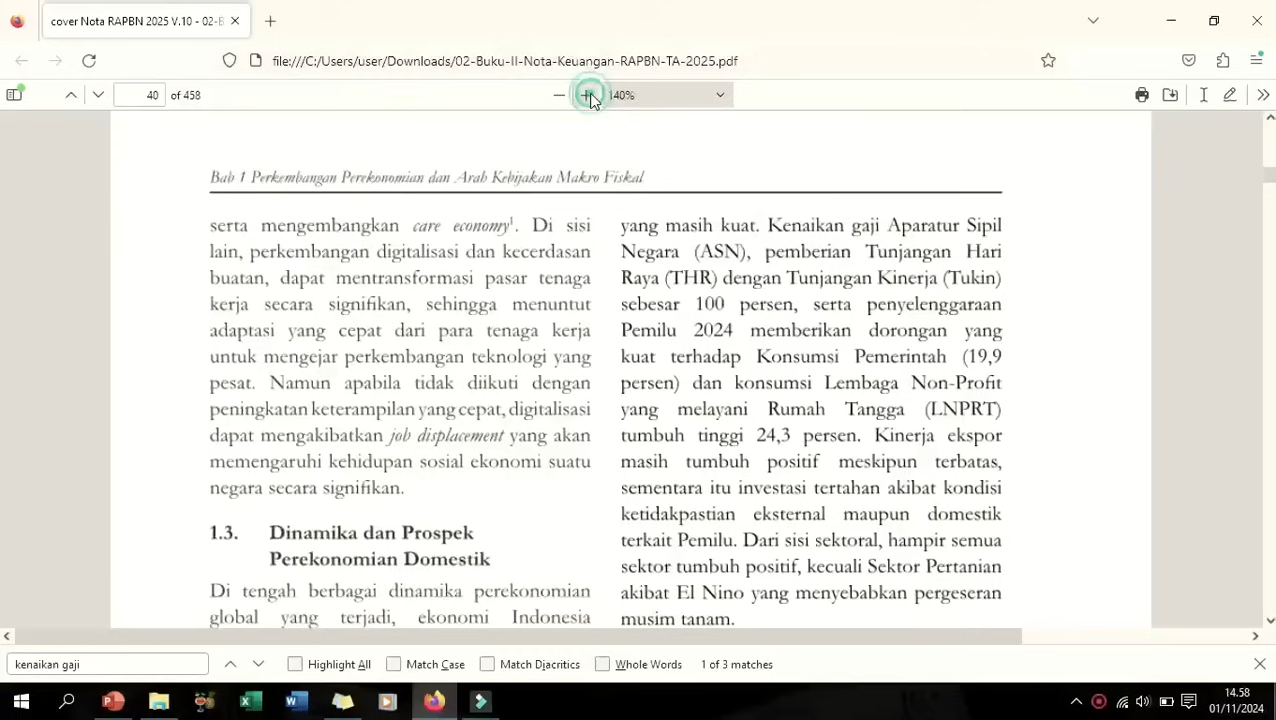 cover Nota RAPBN 2025 V.10 - 02-B
file:///C:/Users/user/Downloads/02-Buku-II-Nota-Keuangan-RAPBN-TA-2025.pdf
40 of 458
140%
Bab 1 Perkembangan Perekonomian dan Arah Kebijakan Makro Fiskal
serta mengembangkan care economy¹. Di sisi
lain, perkembangan digitalisasi dan kecerdasan
buatan, dapat mentransformasi pasar tenaga
kerja secara signifikan, sehingga menuntut
adaptasi yang cepat dari para tenaga kerja
untuk mengejar perkembangan teknologi yang
pesat. Namun apabila tidak diikuti dengan
peningkatan keterampilan yang cepat, digitalisasi
dapat mengakibatkan job displacement yang akan
memengaruhi kehidupan sosial ekonomi suatu
negara secara signifikan.
1.3. Dinamika dan Prospek
Perekonomian Domestik
Di tengah berbagai dinamika perekonomian
global yang terjadi, ekonomi Indonesia
yang masih kuat. Kenaikan gaji Aparatur Sipil
Negara (ASN), pemberian Tunjangan Hari
Raya (THR) dengan Tunjangan Kinerja (Tukin)
sebesar 100 persen, serta penyelenggaraan
Pemilu 2024 memberikan dorongan yang
kuat terhadap Konsumsi Pemerintah (19,9
persen) dan konsumsi Lembaga Non-Profit
yang melayani Rumah Tangga (LNPRT)
tumbuh tinggi 24,3 persen. Kinerja ekspor
masih tumbuh positif meskipun terbatas,
sementara itu investasi tertahan akibat kondisi
ketidakpastian eksternal maupun domestik
terkait Pemilu. Dari sisi sektoral, hampir semua
sektor tumbuh positif, kecuali Sektor Pertanian
akibat El Nino yang menyebabkan pergeseran
musim tanam.
kenaikan gaji
Highlight All
Match Case
Match Diacritics
Whole Words
1 of 3 matches
14.58
01/11/2024